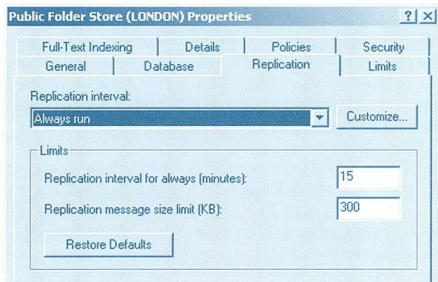 Public Folder Store (LONDON) Properties
Full-Text Indexing Details Policies Security
General Database Replication Limits
Replication interval:
Always run Customize...
Limits
Replication interval for always (minutes): 15
Replication message size limit (KB): 300
Restore Defaults